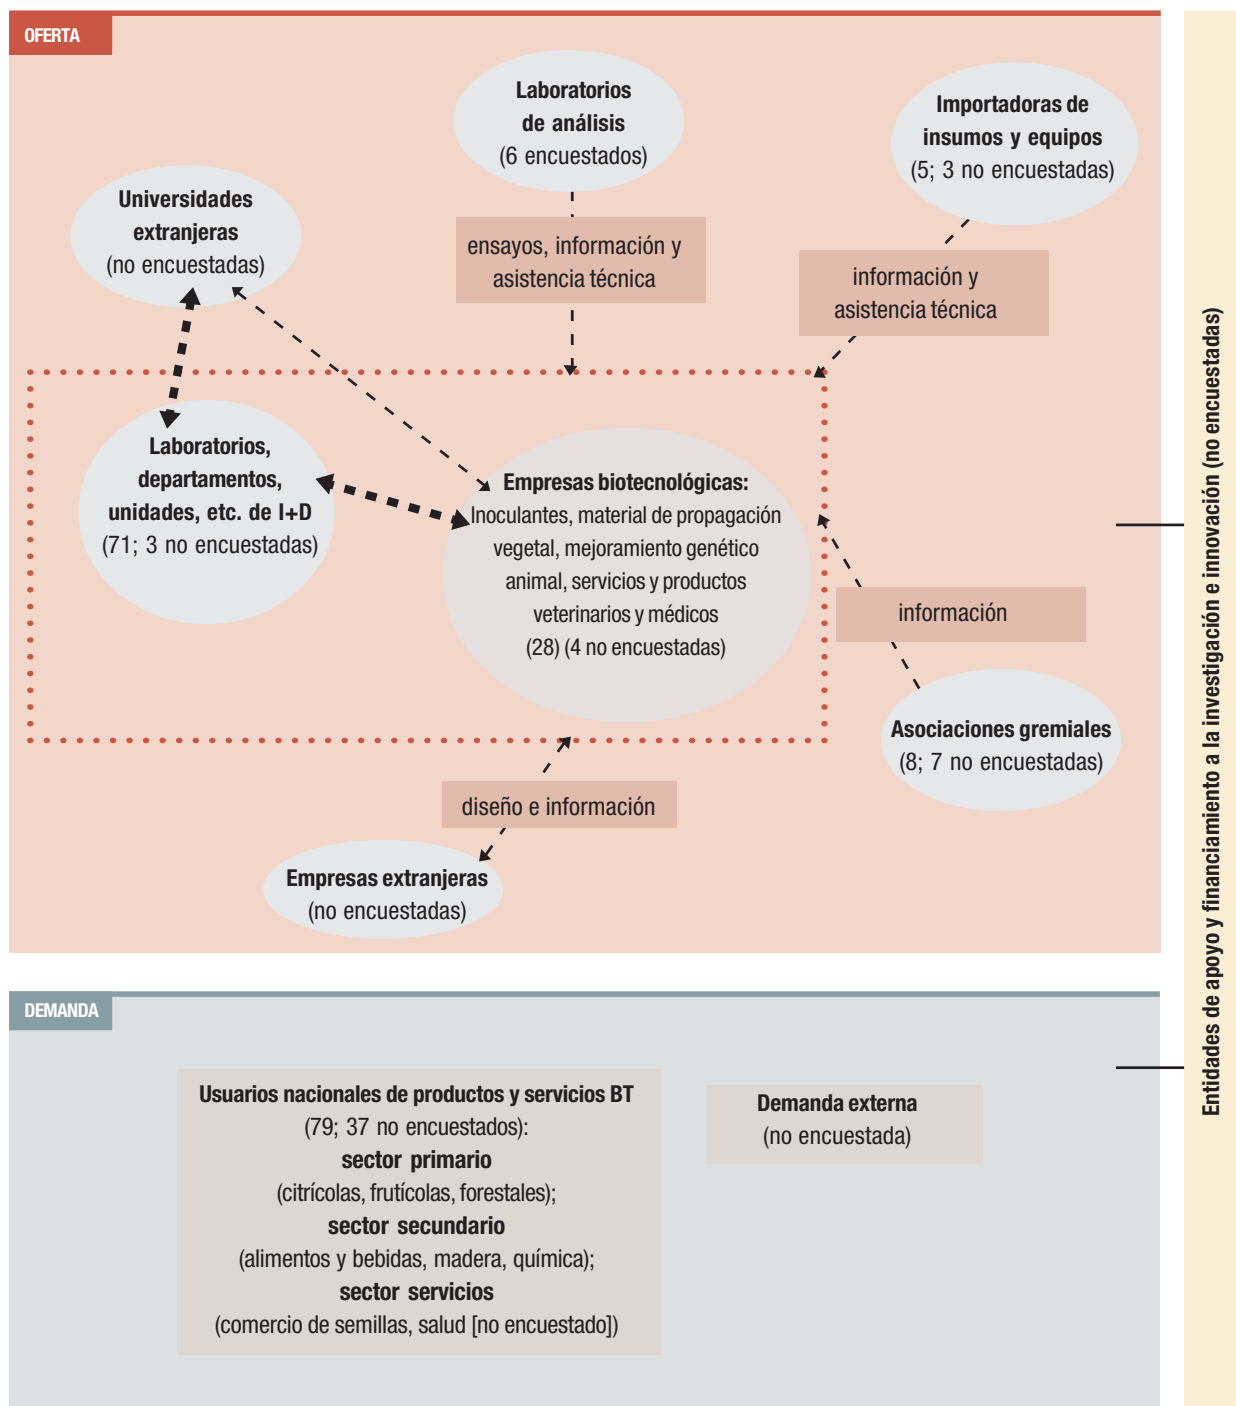 OFERTA
Laboratorios
de análisis
(6 encuestados)
Importadoras de
insumos y equipos
(5; 3 no encuestadas)
Universidades
extranjeras
(no encuestadas)
ensayos, información y
asistencia técnica
información y
asistencia técnica
Laboratorios,
departamentos,
unidades, etc. de I+D
(71; 3 no encuestadas)
Empresas biotecnológicas:
Inoculantes, material de propagación
vegetal, mejoramiento genético
animal, servicios y productos
veterinarios y médicos
(28) (4 no encuestadas)
información
Asociaciones gremiales
(8; 7 no encuestadas)
diseño e información
Empresas extranjeras
(no encuestadas)
Entidades de apoyo y financiamiento a la investigación e innovación (no encuestadas)
DEMANDA
Usuarios nacionales de productos y servicios BT
(79; 37 no encuestados):
sector primario
(citrícolas, frutícolas, forestales);
sector secundario
(alimentos y bebidas, madera, química);
sector servicios
(comercio de semillas, salud [no encuestado])
Demanda externa
(no encuestada)